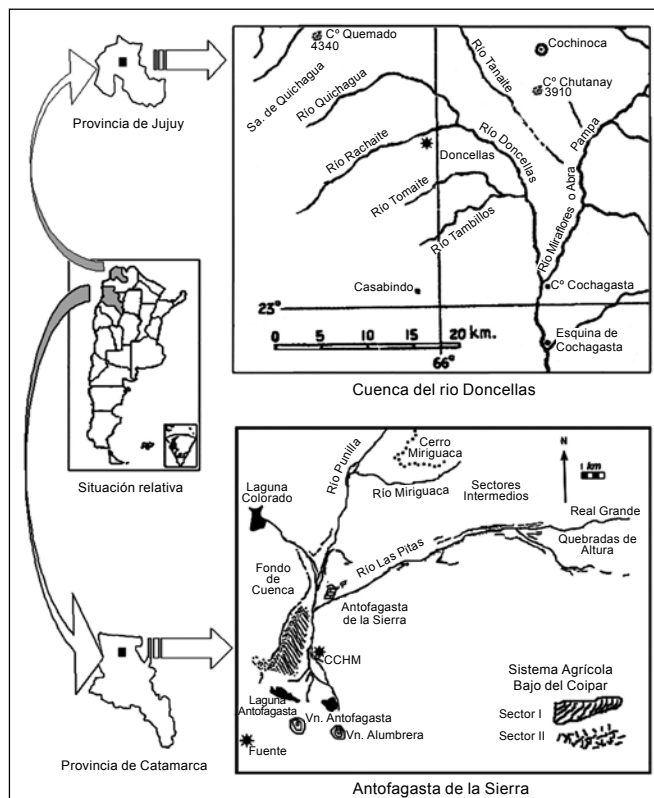 Provincia de Jujuy
Situación relativa
Provincia de Catamarca
Cº Quemado
4340
Sa. de Quichagua
Río Quichagua
Río Rachaite
Doncellas
Río Tomaite
Río Tambillos
Casabindo
Río Tanaite
Cochinoca
Cº Chutanay
3910
Río Doncellas
Río Miraflores o Abra Pampa
Cº Cochagasta
Esquina de
Cochagasta
23°
0 5 10 15 20 km.
66°
Cuenca del rio Doncellas
Río Punilla
Cerro
Miriguaca
Río Miriguaca
Sectores
Intermedios
N
1 km
Laguna
Colorado
Real Grande
Quebradas de
Altura
Río Las Pitas
Fondo de
Cuenca
Antofagasta
de la Sierra
CCHM
Laguna
Antofagasta
Vn. Antofagasta
Vn. Alumbrera
Fuente
Sistema Agrícola
Bajo del Coipar
Sector I
Sector II
Antofagasta de la Sierra